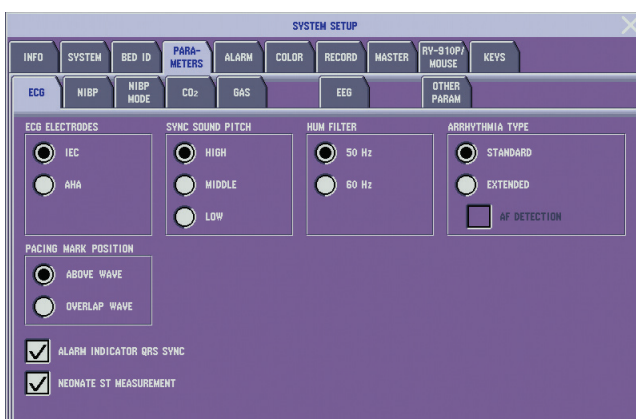 SYSTEM SETUP
INFO SYSTEM BED ID PARA-METERS ALARM COLOR RECORD MASTER RY-910P/MOUSE KEYS
ECG NIBP NIBP MODE CO₂ GAS EEG OTHER PARAM
ECG ELECTRODES SYNC SOUND PITCH HUM FILTER ARRHYTHMIA TYPE
IEC HIGH 50 Hz STANDARD
AHA MIDDLE 60 Hz EXTENDED
LOW AF DETECTION
PACING MARK POSITION
ABOVE WAVE
OVERLAP WAVE
ALARM INDICATOR QRS SYNC
NEONATE ST MEASUREMENT